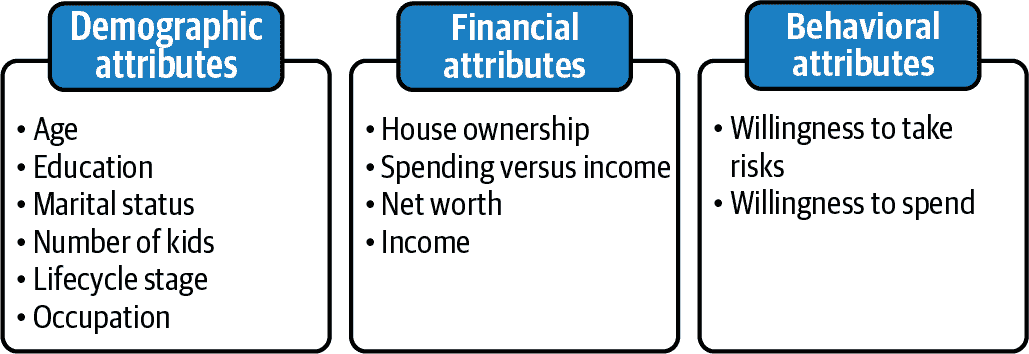 Demographic
attributes
• Age
• Education
• Marital status
• Number of kids
• Lifecycle stage
• Occupation
Financial
attributes
• House ownership
• Spending versus income
• Net worth
• Income
Behavioral
attributes
• Willingness to take
risks
• Willingness to spend